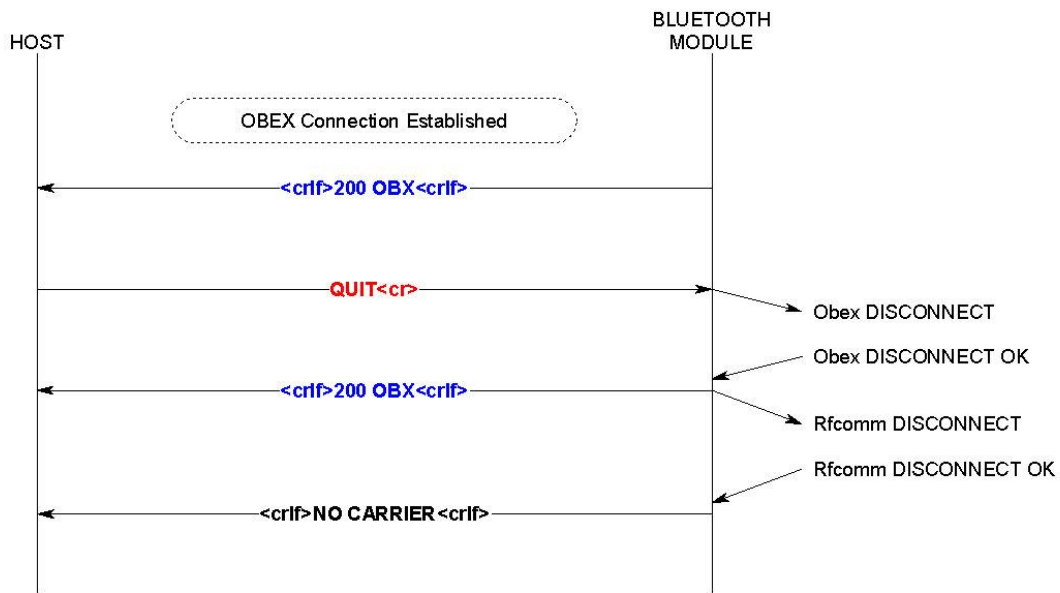 HOST
BLUETOOTH
MODULE
OBEX Connection Established
<crlf>200 OBX<crlf>
QUIT<cr>
Obex DISCONNECT
Obex DISCONNECT OK
<crlf>200 OBX<crlf>
Rfcomm DISCONNECT
Rfcomm DISCONNECT OK
<crlf>NO CARRIER<crlf>